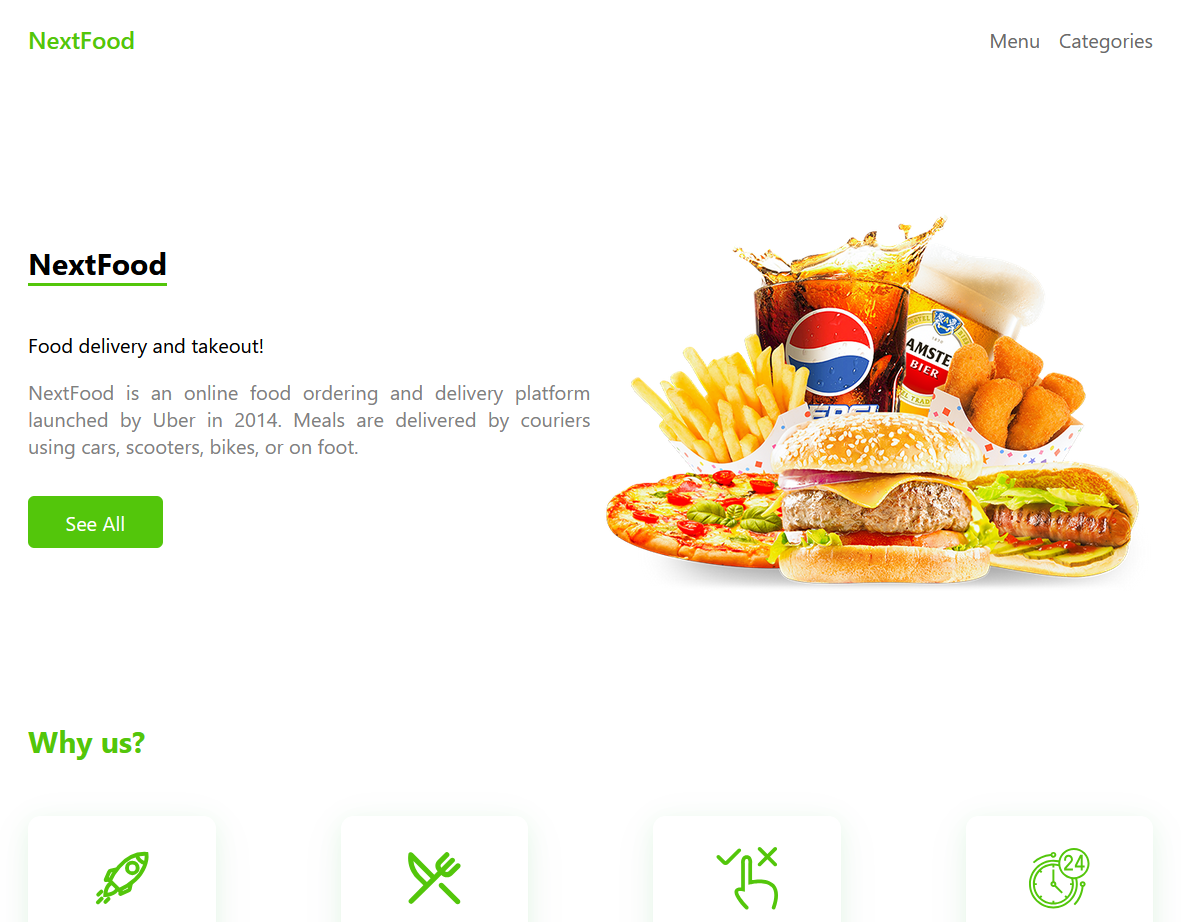 NextFood
Menu Categories
NextFood
Food delivery and takeout!
NextFood is an online food ordering and delivery platform
launched by Uber in 2014. Meals are delivered by couriers
using cars, scooters, bikes, or on foot.
See All
AMSTE
BIER
EPSI
Why us?
24